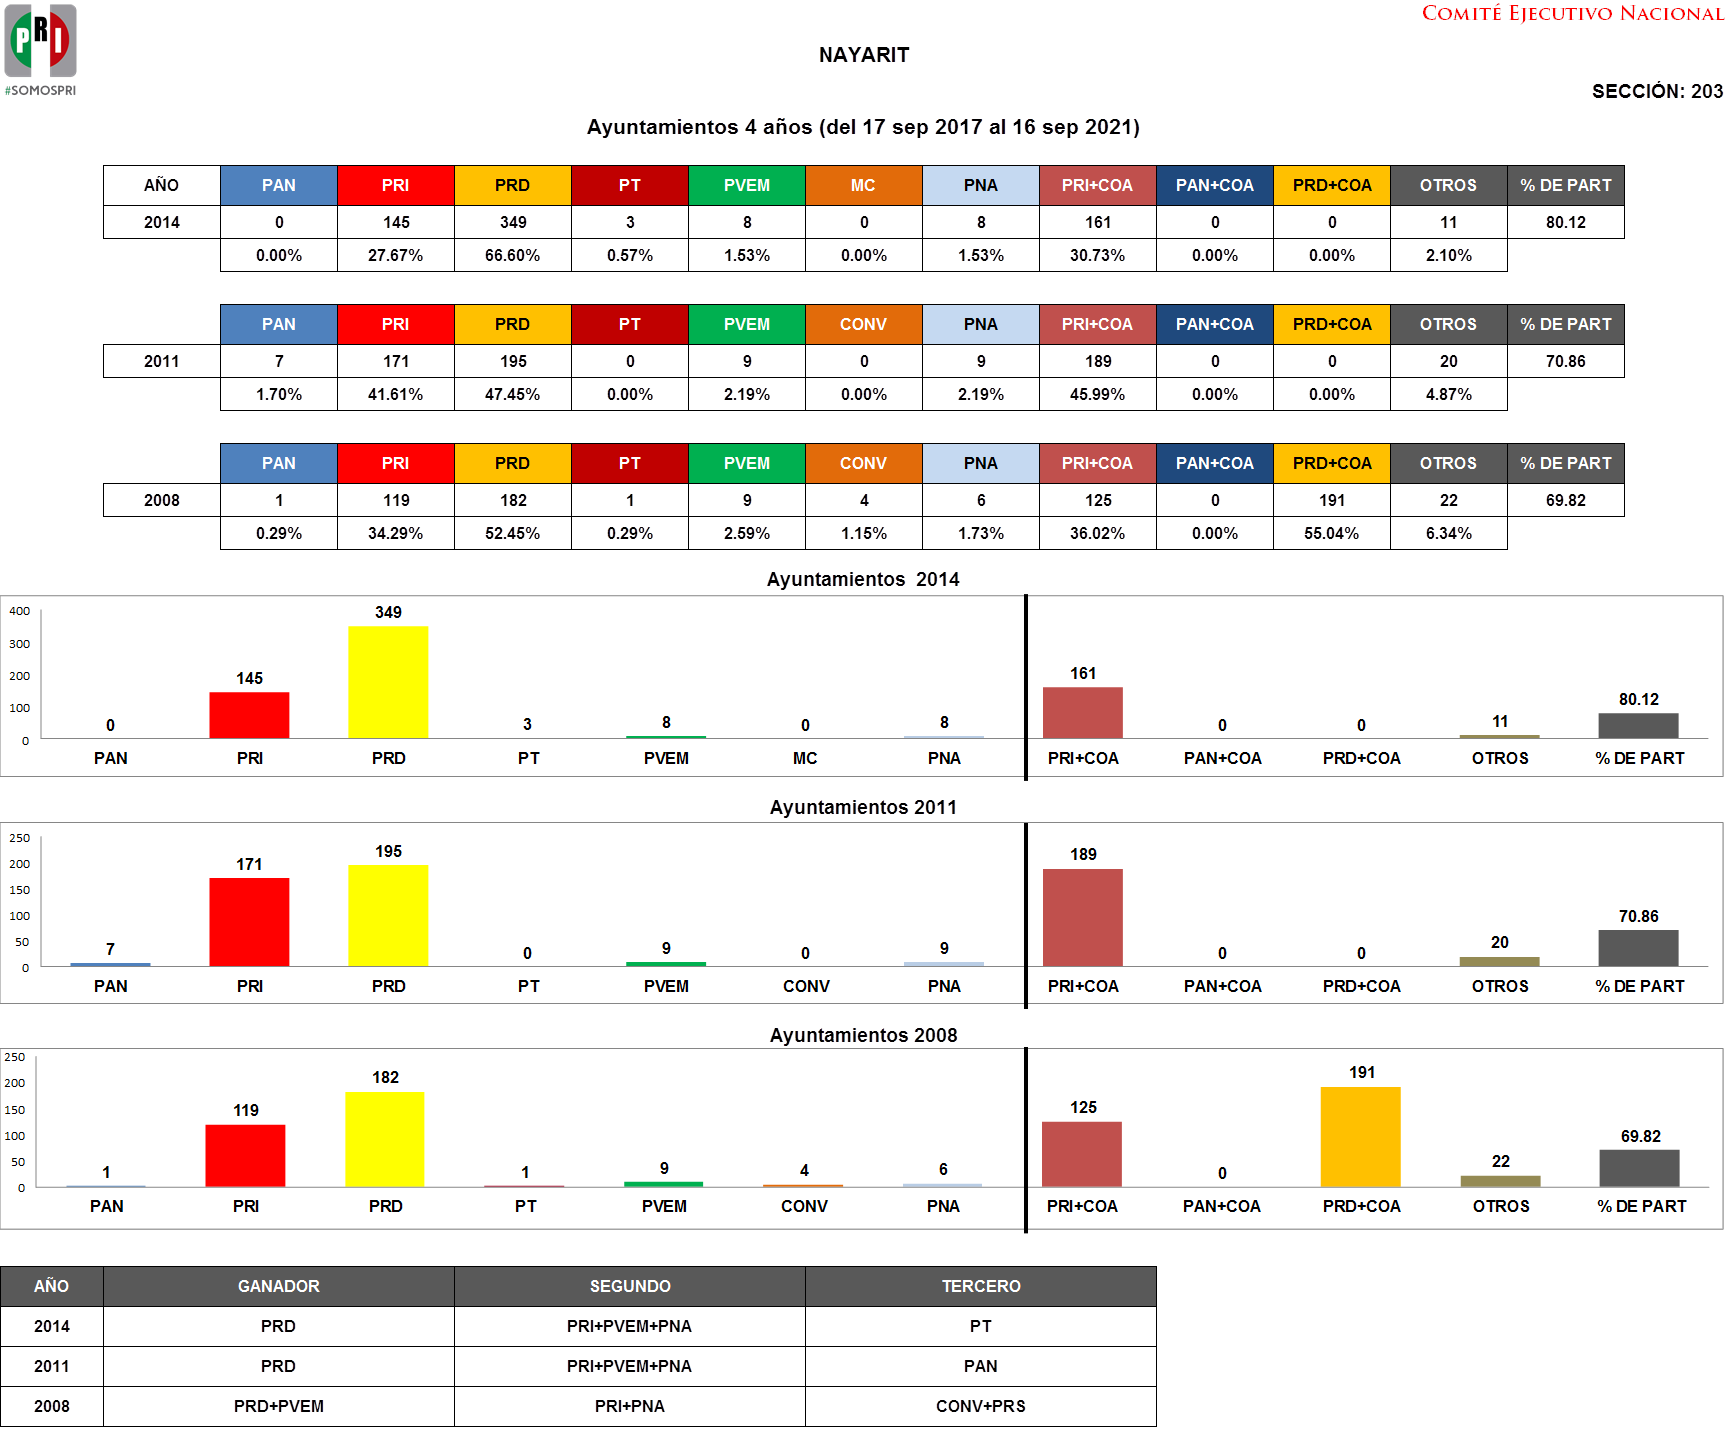 PRI
#SOMOSPRI
COMITÉ EJECUTIVO NACIONAL
NAYARIT
SECCIÓN: 203
Ayuntamientos 4 años (del 17 sep 2017 al 16 sep 2021)
AÑO PAN PRI PRD PT PVEM MC PNA PRI+COA PAN+COA PRD+COA OTROS % DE PART
2014 0 145 349 3 8 0 8 161 0 0 11 80.12
0.00% 27.67% 66.60% 0.57% 1.53% 0.00% 1.53% 30.73% 0.00% 0.00% 2.10%
PAN PRI PRD PT PVEM CONV PNA PRI+COA PAN+COA PRD+COA OTROS % DE PART
2011 7 171 195 0 9 0 9 189 0 0 20 70.86
1.70% 41.61% 47.45% 0.00% 2.19% 0.00% 2.19% 45.99% 0.00% 0.00% 4.87%
PAN PRI PRD PT PVEM CONV PNA PRI+COA PAN+COA PRD+COA OTROS % DE PART
2008 1 119 182 1 9 4 6 125 0 191 22 69.82
0.29% 34.29% 52.45% 0.29% 2.59% 1.15% 1.73% 36.02% 0.00% 55.04% 6.34%
Ayuntamientos 2014
400
300
200
100
0
0 145 349 3 8 0 8 161 0 0 11 80.12
PAN PRI PRD PT PVEM MC PNA PRI+COA PAN+COA PRD+COA OTROS % DE PART
Ayuntamientos 2011
250
200
150
100
50
0
7 171 195 0 9 0 9 189 0 0 20 70.86
PAN PRI PRD PT PVEM CONV PNA PRI+COA PAN+COA PRD+COA OTROS % DE PART
Ayuntamientos 2008
250
200
150
100
50
0
1 119 182 1 9 4 6 125 0 191 22 69.82
PAN PRI PRD PT PVEM CONV PNA PRI+COA PAN+COA PRD+COA OTROS % DE PART
AÑO GANADOR SEGUNDO TERCERO
2014 PRD PRI+PVEM+PNA PT
2011 PRD PRI+PVEM+PNA PAN
2008 PRD+PVEM PRI+PNA CONV+PRS